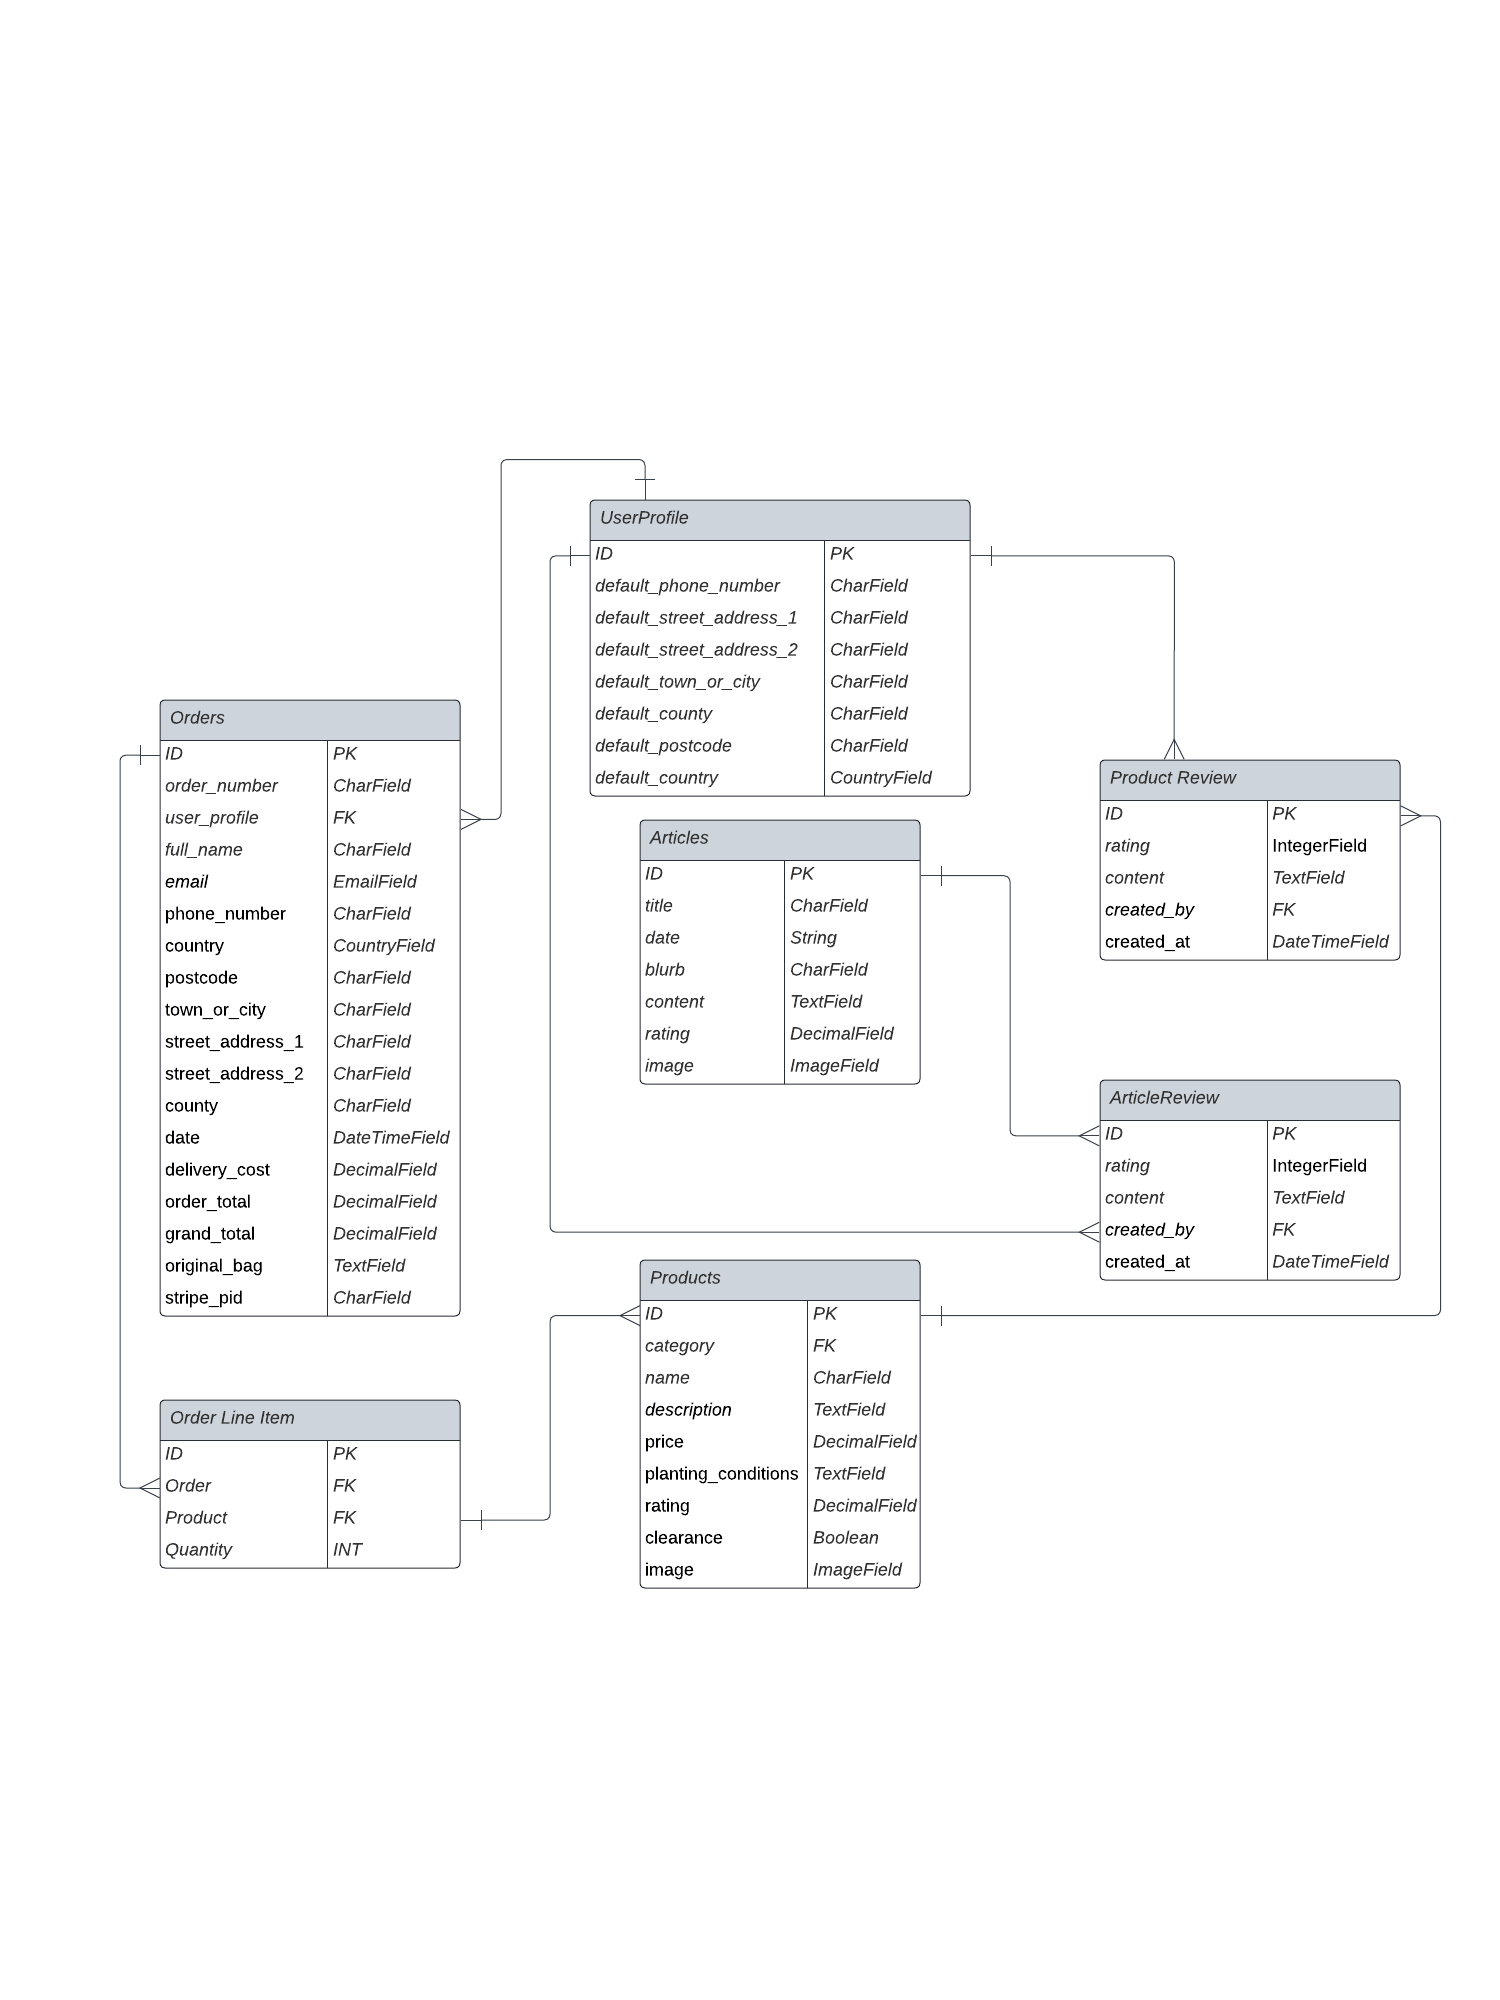 UserProfile
ID PK
default_phone_number CharField
default_street_address_1 CharField
default_street_address_2 CharField
default_town_or_city CharField
default_county CharField
default_postcode CharField
default_country CountryField
Orders
ID PK
order_number CharField
user_profile FK
full_name CharField
email EmailField
phone_number CharField
country CountryField
postcode CharField
town_or_city CharField
street_address_1 CharField
street_address_2 CharField
county CharField
date DateTimeField
delivery_cost DecimalField
order_total DecimalField
grand_total DecimalField
original_bag TextField
stripe_pid CharField
Product Review
ID PK
rating IntegerField
content TextField
created_by FK
created_at DateTimeField
Articles
ID PK
title CharField
date String
blurb CharField
content TextField
rating DecimalField
image ImageField
ArticleReview
ID PK
rating IntegerField
content TextField
created_by FK
created_at DateTimeField
Products
ID PK
category FK
name CharField
description TextField
price DecimalField
planting_conditions TextField
rating DecimalField
clearance Boolean
image ImageField
Order Line Item
ID PK
Order FK
Product FK
Quantity INT